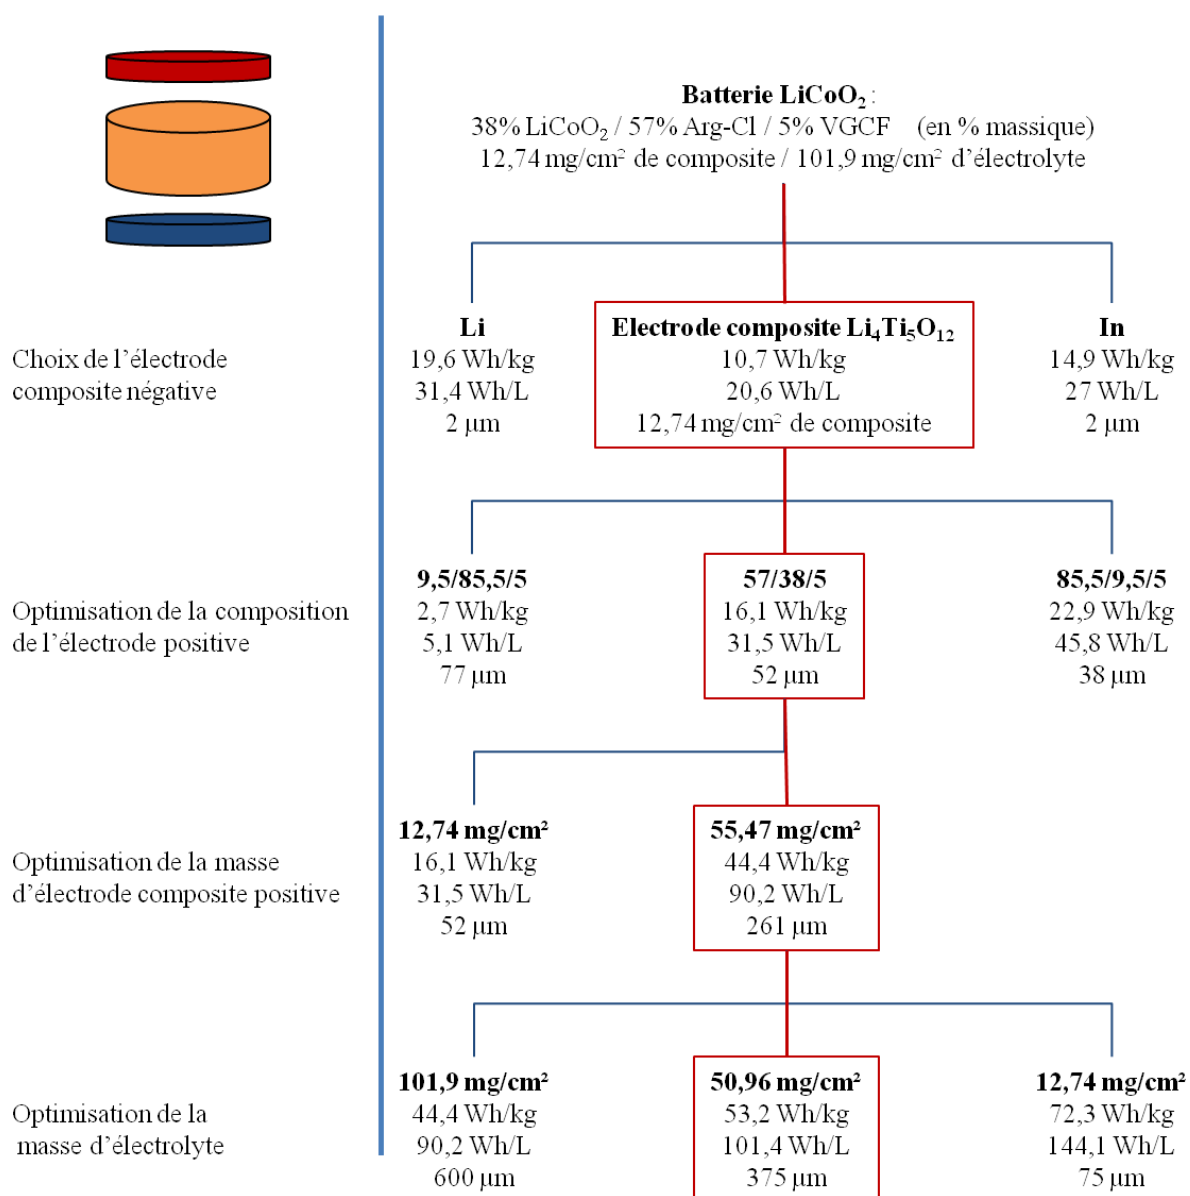 Batterie LiCoO₂ :
38% LiCoO₂ / 57% Arg-Cl / 5% VGCF (en % massique)
12,74 mg/cm² de composite / 101,9 mg/cm² d’électrolyte
Choix de l’électrode
composite négative
Li
19,6 Wh/kg
31,4 Wh/L
2 µm
Electrode composite Li₄Ti₅O₁₂
10,7 Wh/kg
20,6 Wh/L
12,74 mg/cm² de composite
In
14,9 Wh/kg
27 Wh/L
2 µm
Optimisation de la composition
de l’électrode positive
9,5/85,5/5
2,7 Wh/kg
5,1 Wh/L
77 µm
57/38/5
16,1 Wh/kg
31,5 Wh/L
52 µm
85,5/9,5/5
22,9 Wh/kg
45,8 Wh/L
38 µm
Optimisation de la masse
d’électrode composite positive
12,74 mg/cm²
16,1 Wh/kg
31,5 Wh/L
52 µm
55,47 mg/cm²
44,4 Wh/kg
90,2 Wh/L
261 µm
Optimisation de la
masse d’électrolyte
101,9 mg/cm²
44,4 Wh/kg
90,2 Wh/L
600 µm
50,96 mg/cm²
53,2 Wh/kg
101,4 Wh/L
375 µm
12,74 mg/cm²
72,3 Wh/kg
144,1 Wh/L
75 µm